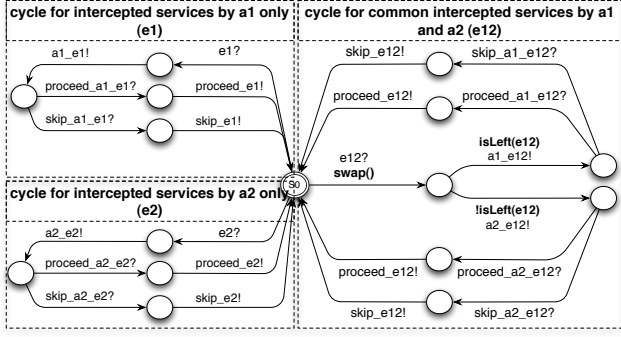 cycle for intercepted services by a1 only
(e1)
a1_e1!
e1?
proceed_a1_e1?
proceed_e1!
skip_a1_e1?
skip_e1!
cycle for intercepted services by a2 only
(e2)
a2_e2!
e2?
proceed_a2_e2?
proceed_e2!
skip_a2_e2?
skip_e2!
S0
cycle for common intercepted services by a1
and a2 (e12)
skip_e12!
skip_a1_e12?
proceed_e12!
proceed_a1_e12?
e12?
swap()
isLeft(e12)
a1_e12!
!isLeft(e12)
a2_e12!
proceed_e12!
proceed_a2_e12?
skip_e12!
skip_a2_e12?